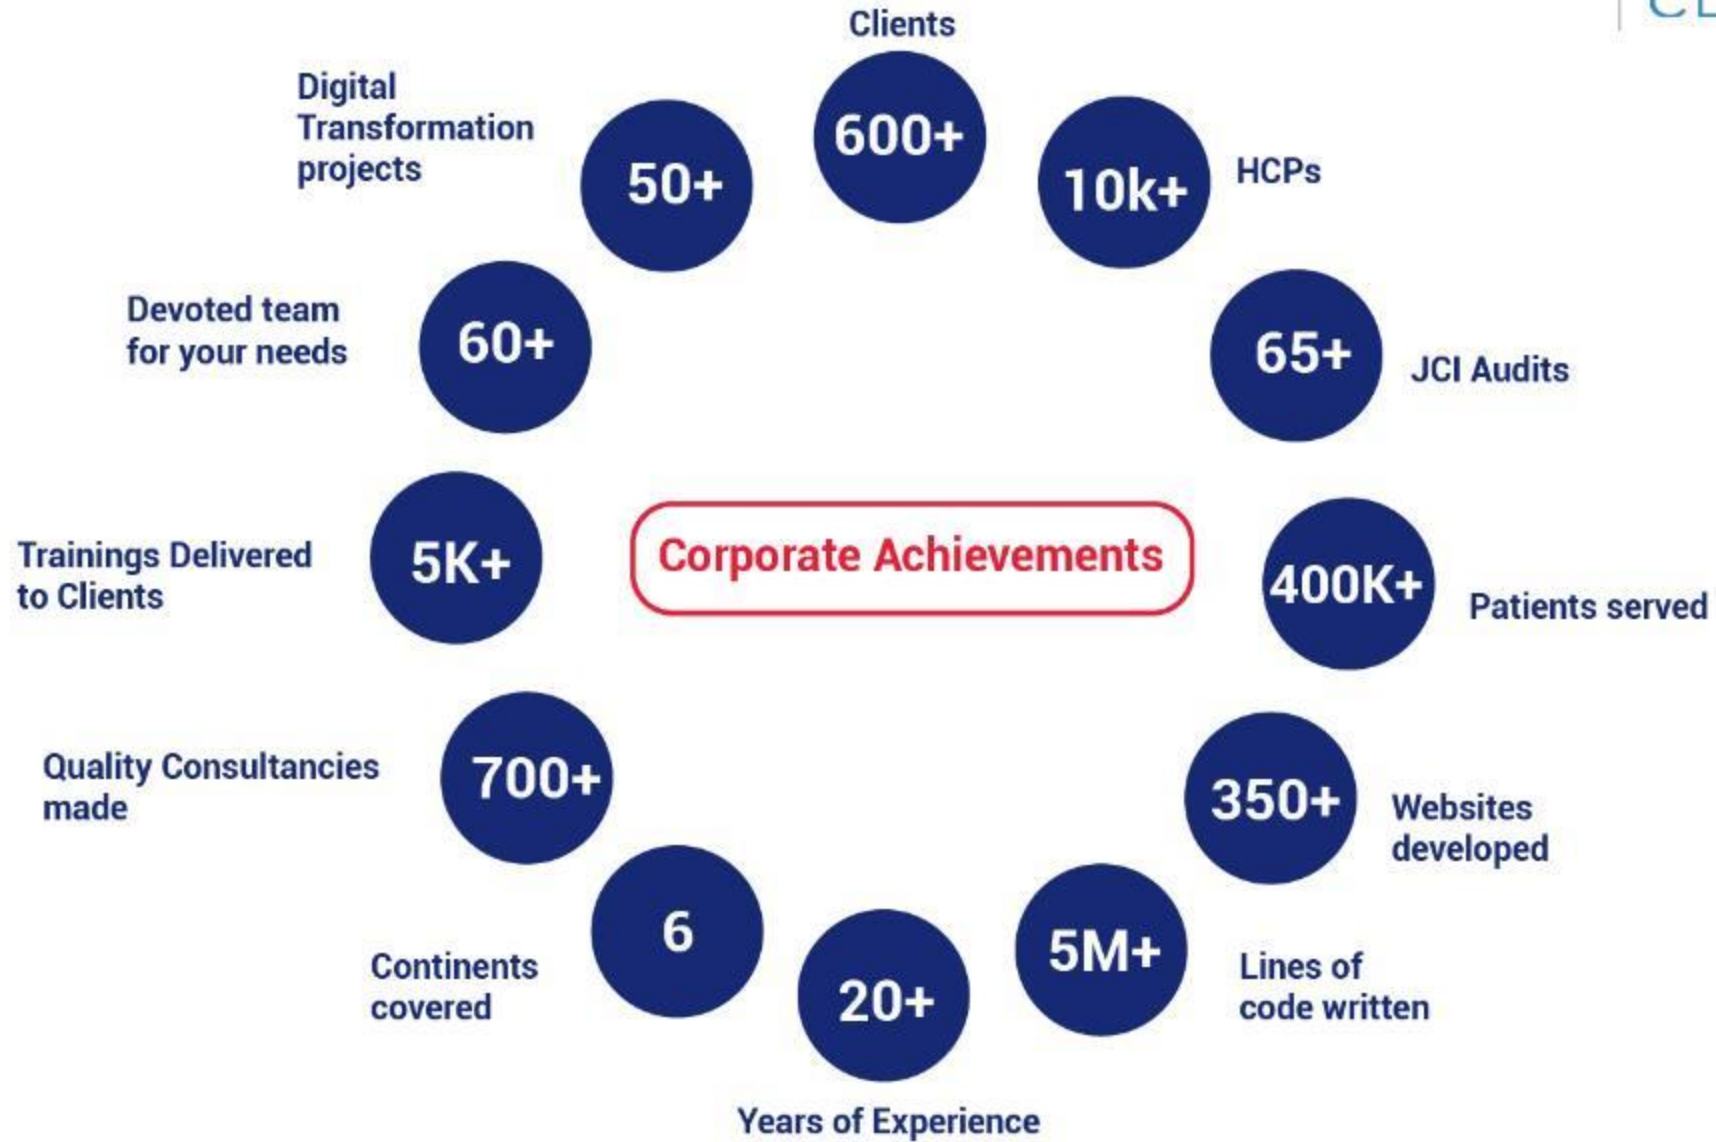 Clients
600+
10k+
HCPs
65+
JCI Audits
400K+
Patients served
350+
Websites
developed
5M+
Lines of
code written
20+
Years of Experience
6
Continents
covered
700+
Quality Consultancies
made
5K+
Trainings Delivered
to Clients
60+
Devoted team
for your needs
50+
Digital
Transformation
projects
Corporate Achievements